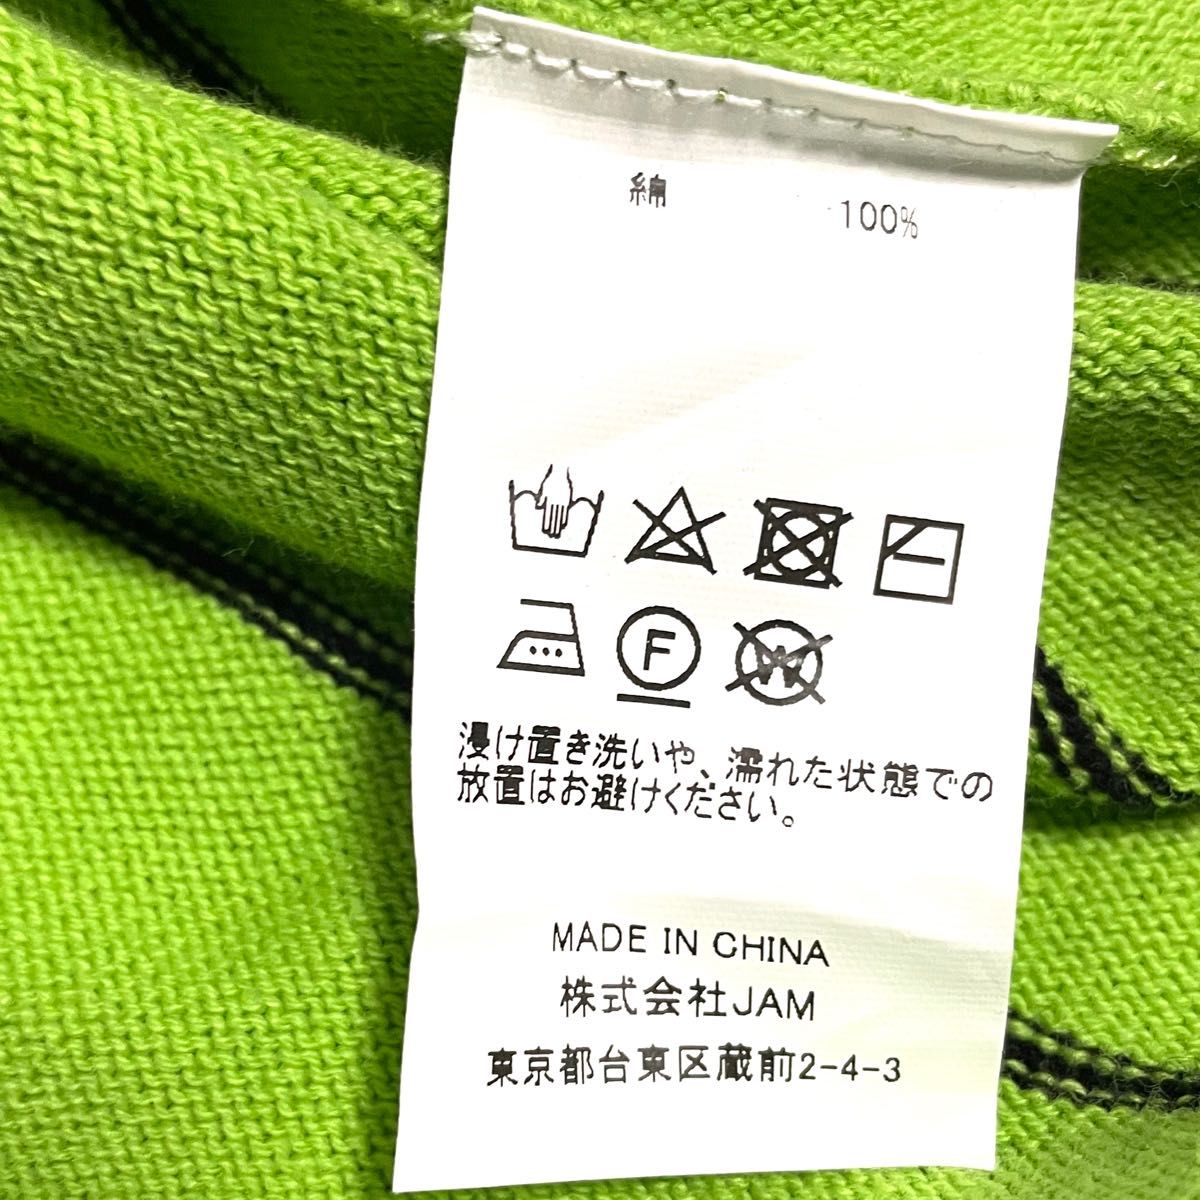 綿 100%
F
W
浸け置き洗いや、濡れた状態での
放置はお避けください。
MADE IN CHINA
株式会社JAM
東京都台東区蔵前2-4-3